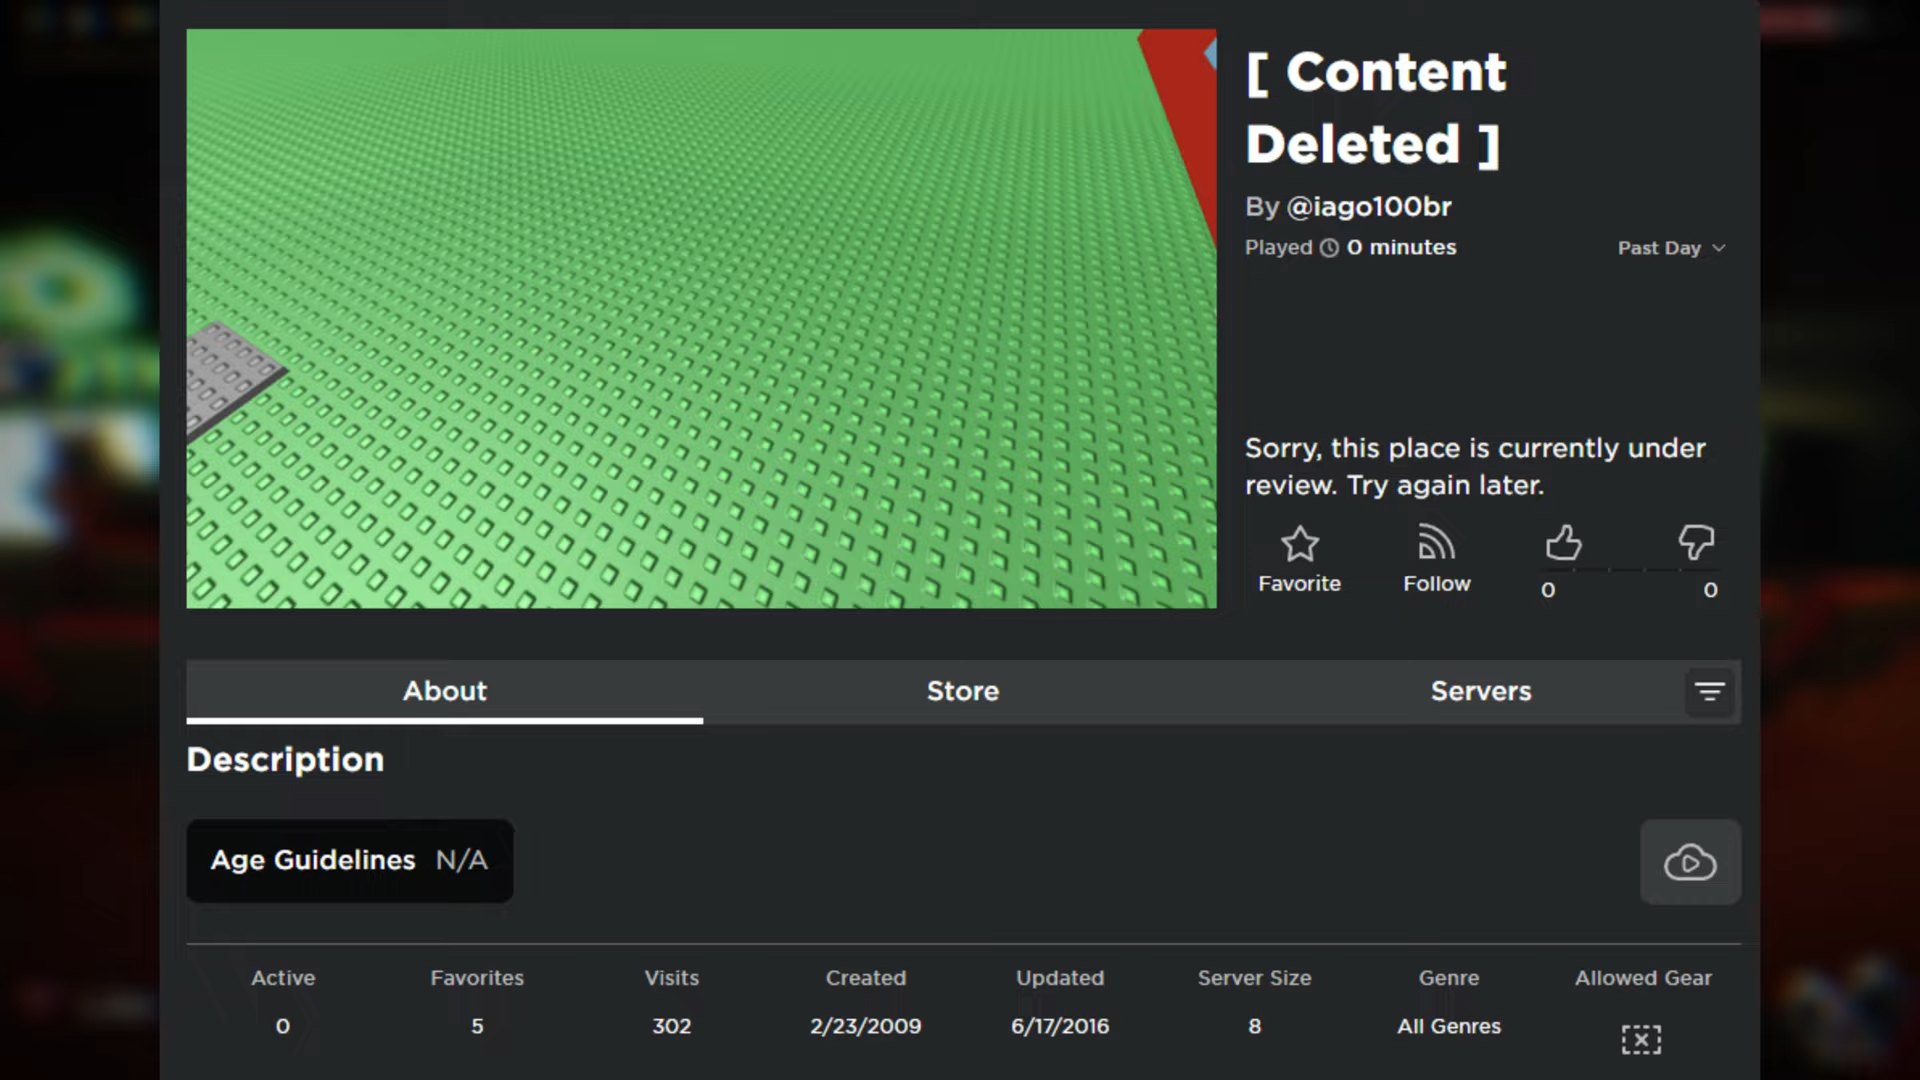 [ Content
Deleted ]
By @iago100br
Played 0 minutes
Past Day
Sorry, this place is currently under
review. Try again later.
Favorite
Follow
0
0
About
Store
Servers
Description
Age Guidelines N/A
Active
Favorites
Visits
Created
Updated
Server Size
Genre
Allowed Gear
0
5
302
2/23/2009
6/17/2016
8
All Genres